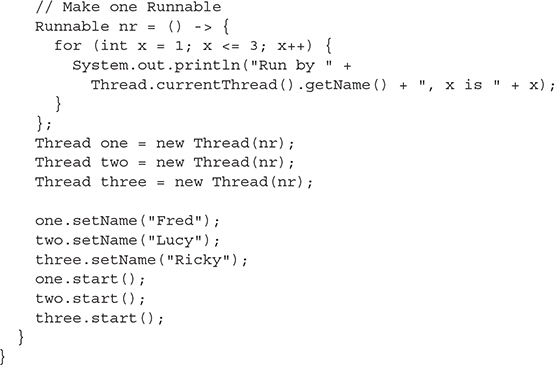 // Make one Runnable
Runnable nr = () -> {
for (int x = 1; x <= 3; x++) {
System.out.println("Run by " +
Thread.currentThread().getName() + ", x is " + x);
}
};
Thread one = new Thread(nr);
Thread two = new Thread(nr);
Thread three = new Thread(nr);
one.setName("Fred");
two.setName("Lucy");
three.setName("Ricky");
one.start();
two.start();
three.start();
}
}